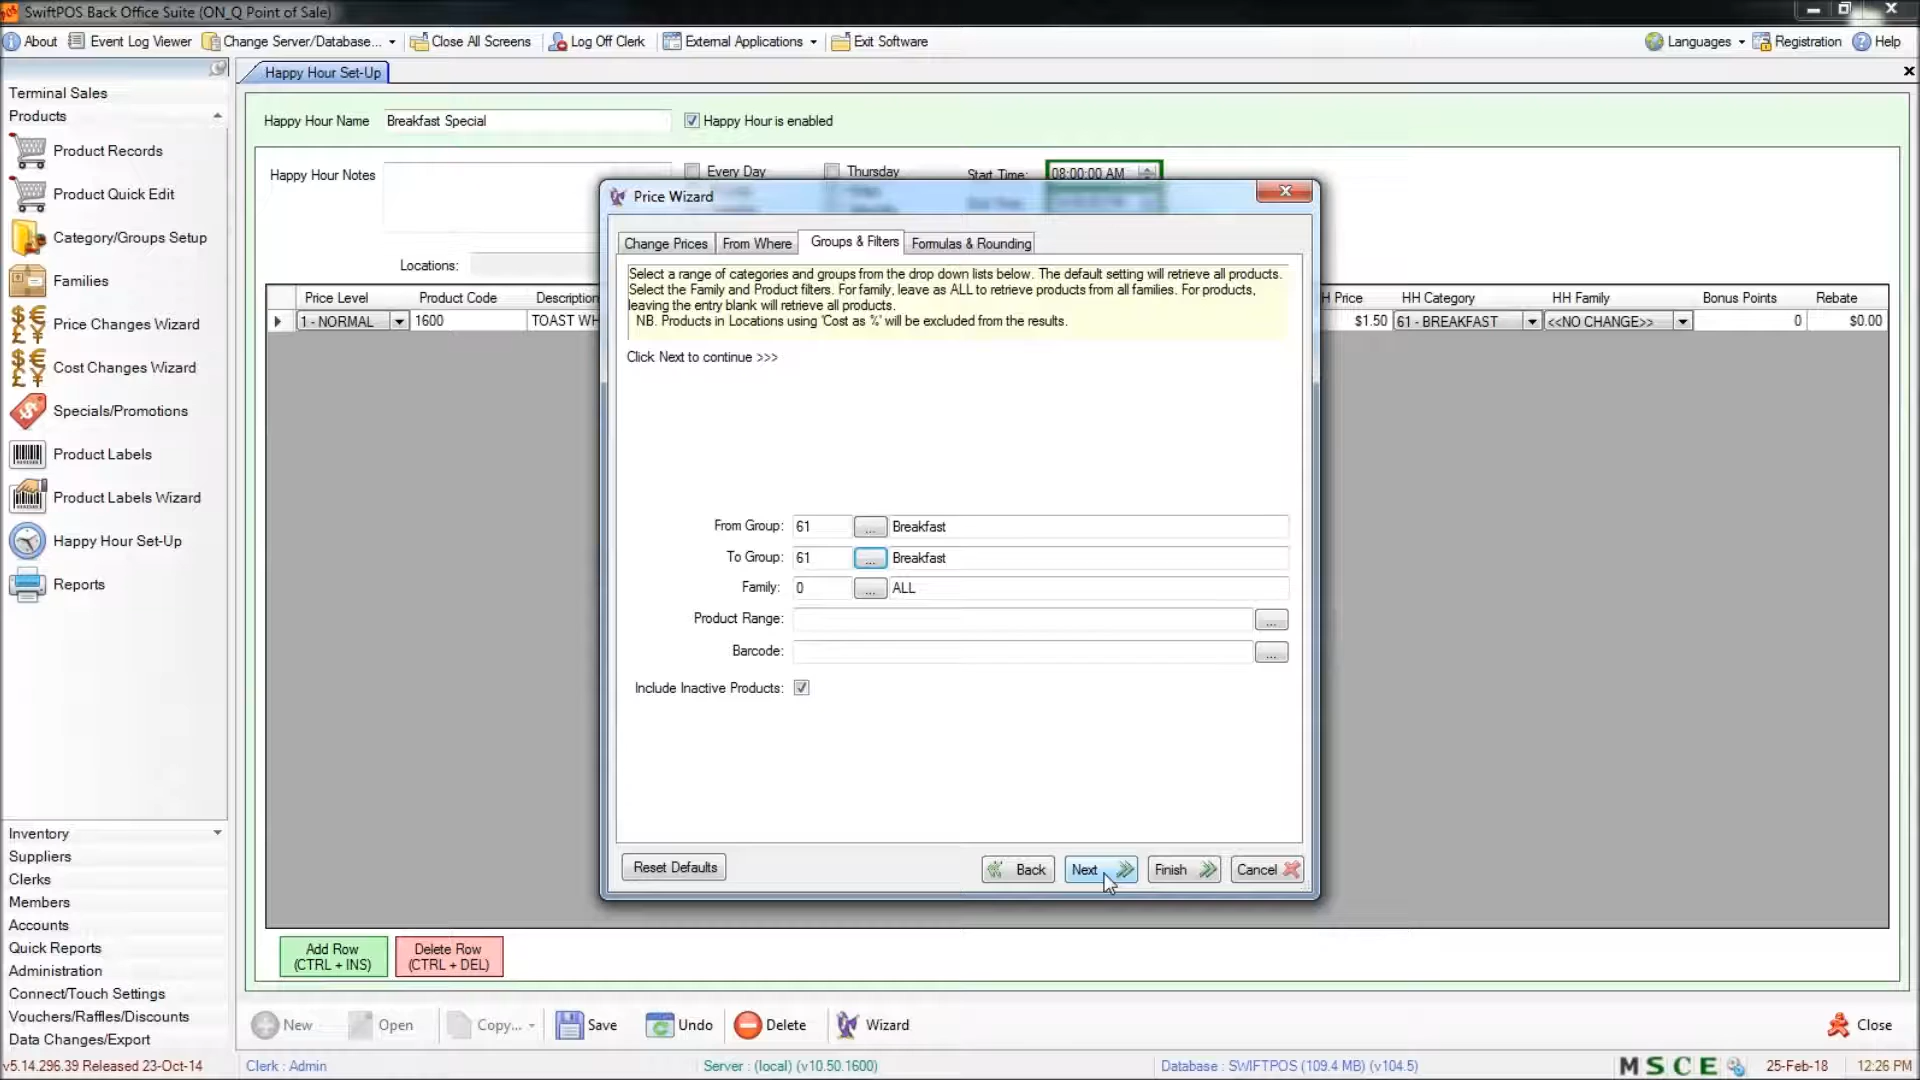 SwiftPOS Back Office Suite (ON_Q Point of Sale)
About Event Log Viewer Change Server/Database... Close All Screens Log Off Clerk External Applications Exit Software Languages Registration Help
Happy Hour Set-Up
Terminal Sales
Products
Product Records
Product Quick Edit
Category/Groups Setup
Families
Price Changes Wizard
Cost Changes Wizard
Specials/Promotions
Product Labels
Product Labels Wizard
Happy Hour Set-Up
Reports
Inventory
Suppliers
Clerks
Members
Accounts
Quick Reports
Administration
Connect/Touch Settings
Vouchers/Raffles/Discounts
Data Changes/Export
Happy Hour Name Breakfast Special Happy Hour is enabled
Happy Hour Notes Every Day Thursday Start Time: 08:00:00 AM
Locations:
Price Level Product Code Description H Price HH Category HH Family Bonus Points Rebate
1 - NORMAL 1600 TOAST WH $1.50 61 - BREAKFAST <<NO CHANGE>> 0 $0.00
Price Wizard
Change Prices From Where Groups & Filters Formulas & Rounding
Select a range of categories and groups from the drop down lists below. The default setting will retrieve all products.
Select the Family and Product filters. For family, leave as ALL to retrieve products from all families. For products,
leaving the entry blank will retrieve all products.
NB. Products in Locations using 'Cost as %' will be excluded from the results.
Click Next to continue >>>
From Group: 61 ... Breakfast
To Group: 61 ... Breakfast
Family: 0 ... ALL
Product Range: ...
Barcode: ...
Include Inactive Products:
Reset Defaults Back Next Finish Cancel
Add Row
(CTRL + INS)
Delete Row
(CTRL + DEL)
New Open Copy... Save Undo Delete Wizard Close
v5.14.296.39 Released 23-Oct-14 Clerk : Admin Server : (local) (v10.50.1600) Database : SWIFTPOS (109.4 MB) (v104.5) M S C E 25-Feb-18 12:26 PM